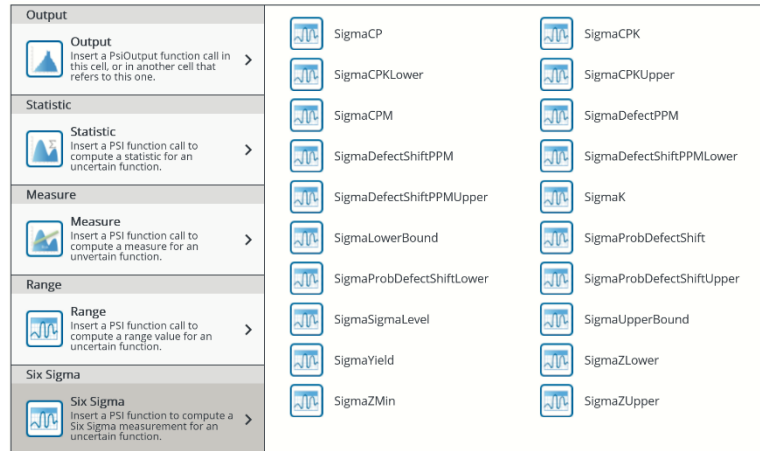 Output
Output
Insert a PsiOutput function call in
this cell, or in another cell that
refers to this one.
Statistic
Statistic
Insert a PSI function call to
compute a statistic for an
uncertain function.
Measure
Measure
Insert a PSI function call to
compute a measure for an
unvertain function.
Range
Range
Insert a PSI function call to
compute a range value for an
uncertain function.
Six Sigma
Six Sigma
Insert a PSI function to compute a
Six Sigma measurement for an
uncertain function.
SigmaCP
SigmaCPK
SigmaCPKLower
SigmaCPKUpper
SigmaCPM
SigmaDefectPPM
SigmaDefectShiftPPM
SigmaDefectShiftPPMLower
SigmaDefectShiftPPMUpper
SigmaK
SigmaLowerBound
SigmaProbDefectShift
SigmaProbDefectShiftLower
SigmaProbDefectShiftUpper
SigmaSigmaLevel
SigmaUpperBound
SigmaYield
SigmaZLower
SigmaZMin
SigmaZUpper